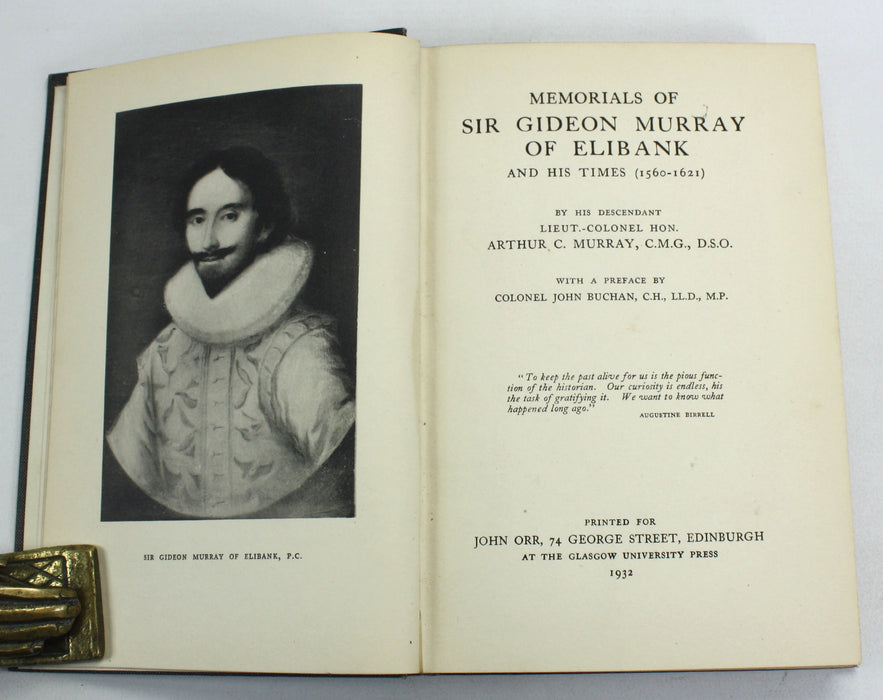 SIR GIDEON MURRAY OF ELIBANK, P.C.
MEMORIALS OF
SIR GIDEON MURRAY
OF ELIBANK
AND HIS TIMES (1560-1621)
BY HIS DESCENDANT
LIEUT.-COLONEL HON.
ARTHUR C. MURRAY, C.M.G., D.S.O.
WITH A PREFACE BY
COLONEL JOHN BUCHAN, C.H., LL.D., M.P.
"To keep the past alive for us is the pious func-
tion of the historian. Our curiosity is endless, his
the task of gratifying it. We want to know what
happened long ago."
AUGUSTINE BIRRELL
PRINTED FOR
JOHN ORR, 74 GEORGE STREET, EDINBURGH
AT THE GLASGOW UNIVERSITY PRESS
1932